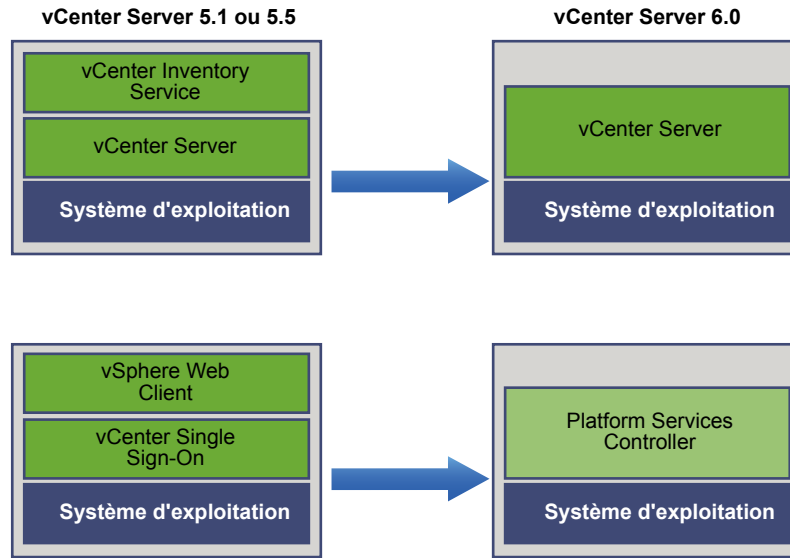 vCenter Server 5.1 ou 5.5
vCenter Server 6.0
vCenter Inventory
Service
vCenter Server
Système d'exploitation
vCenter Server
Système d'exploitation
vSphere Web
Client
vCenter Single
Sign-On
Système d'exploitation
Platform Services
Controller
Système d'exploitation